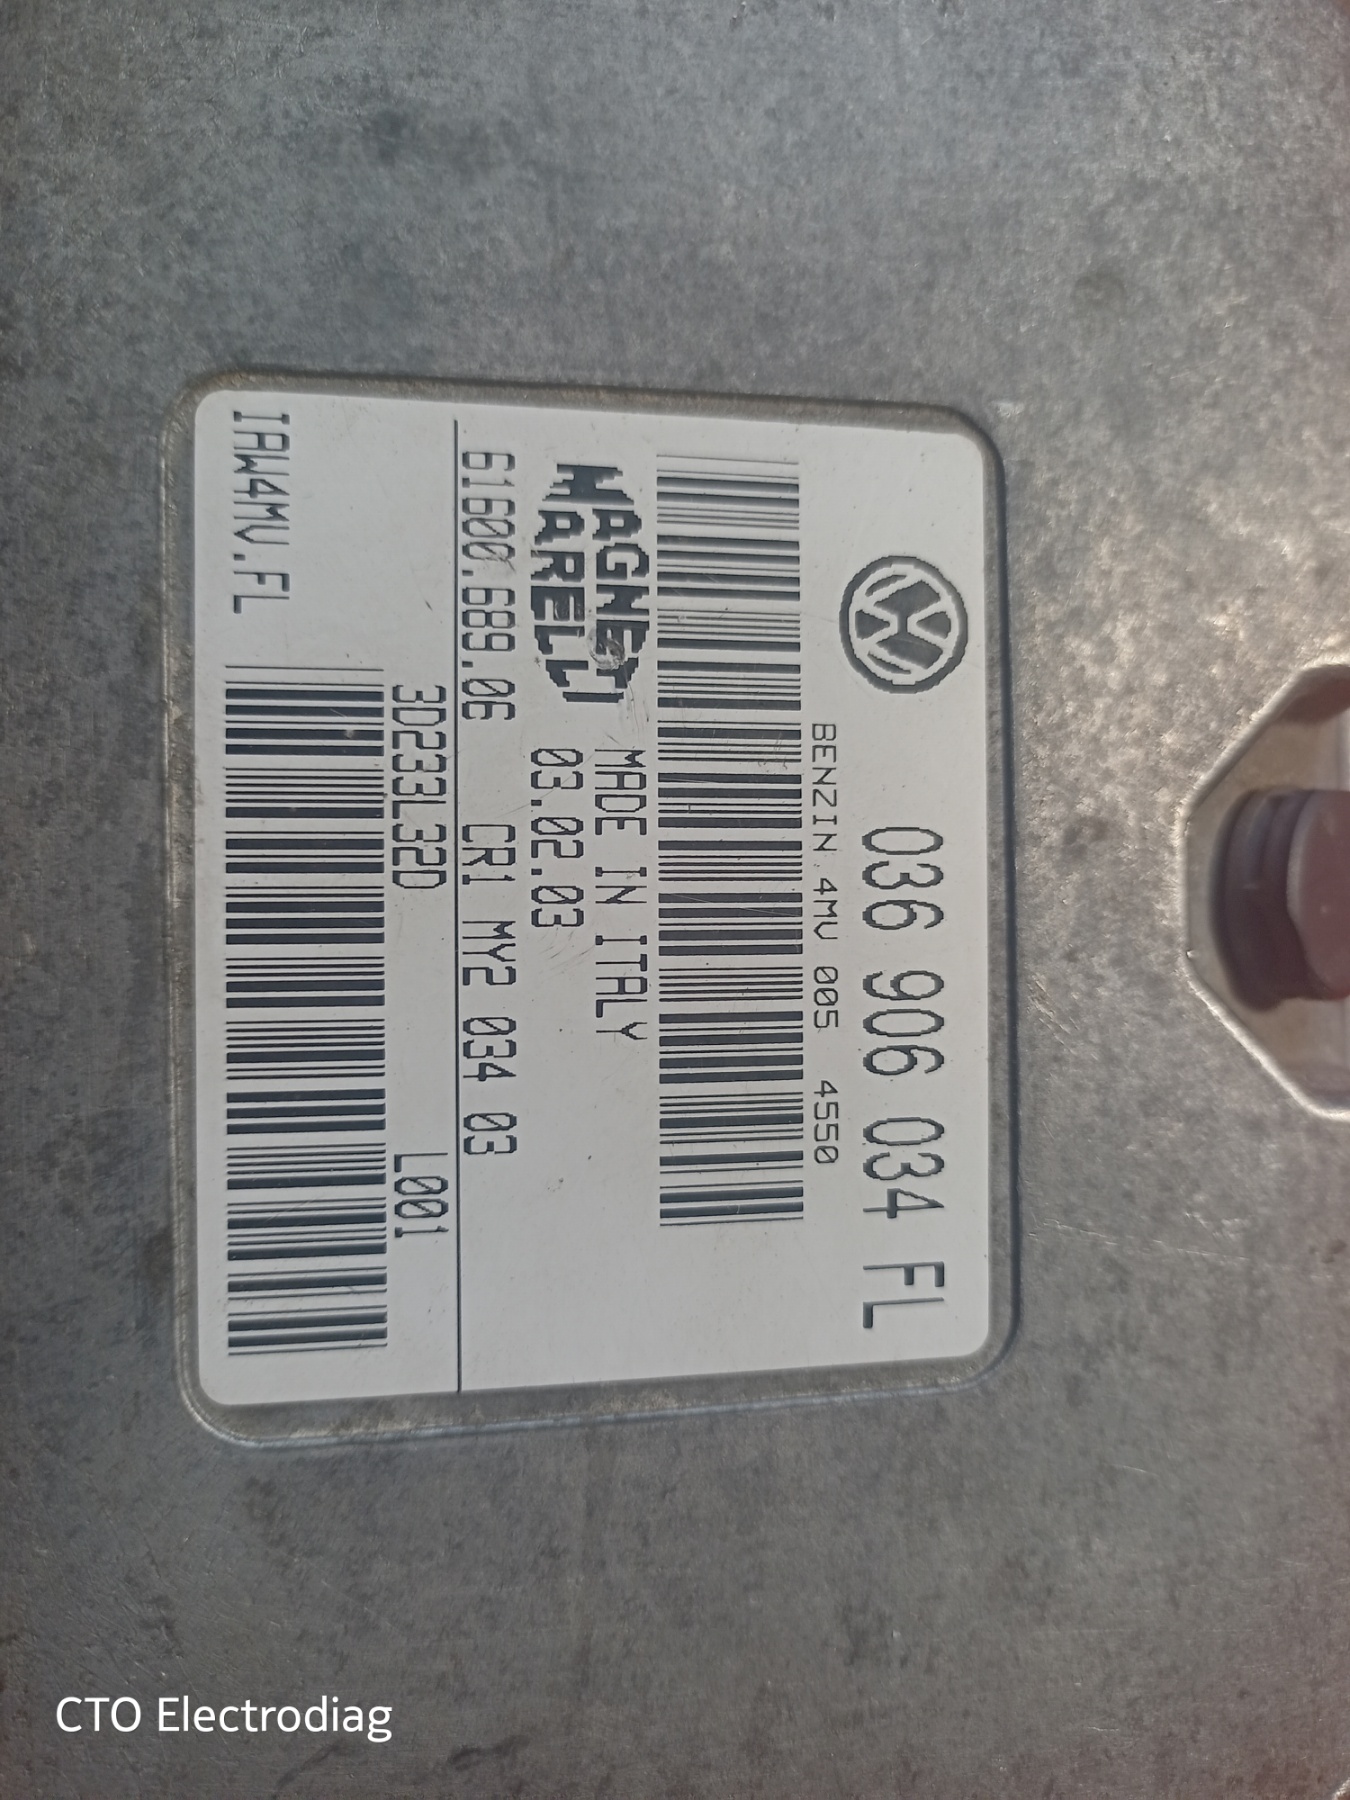 036 906 034 FL
BENZIN 4MV 005 4550
MAGNETI
MARELLI
MADE IN ITALY
03.02.03
61600.689.06 CR1 MY2 034 03
3D233L32D L001
IAW4MV.FL
CTO Electrodiag